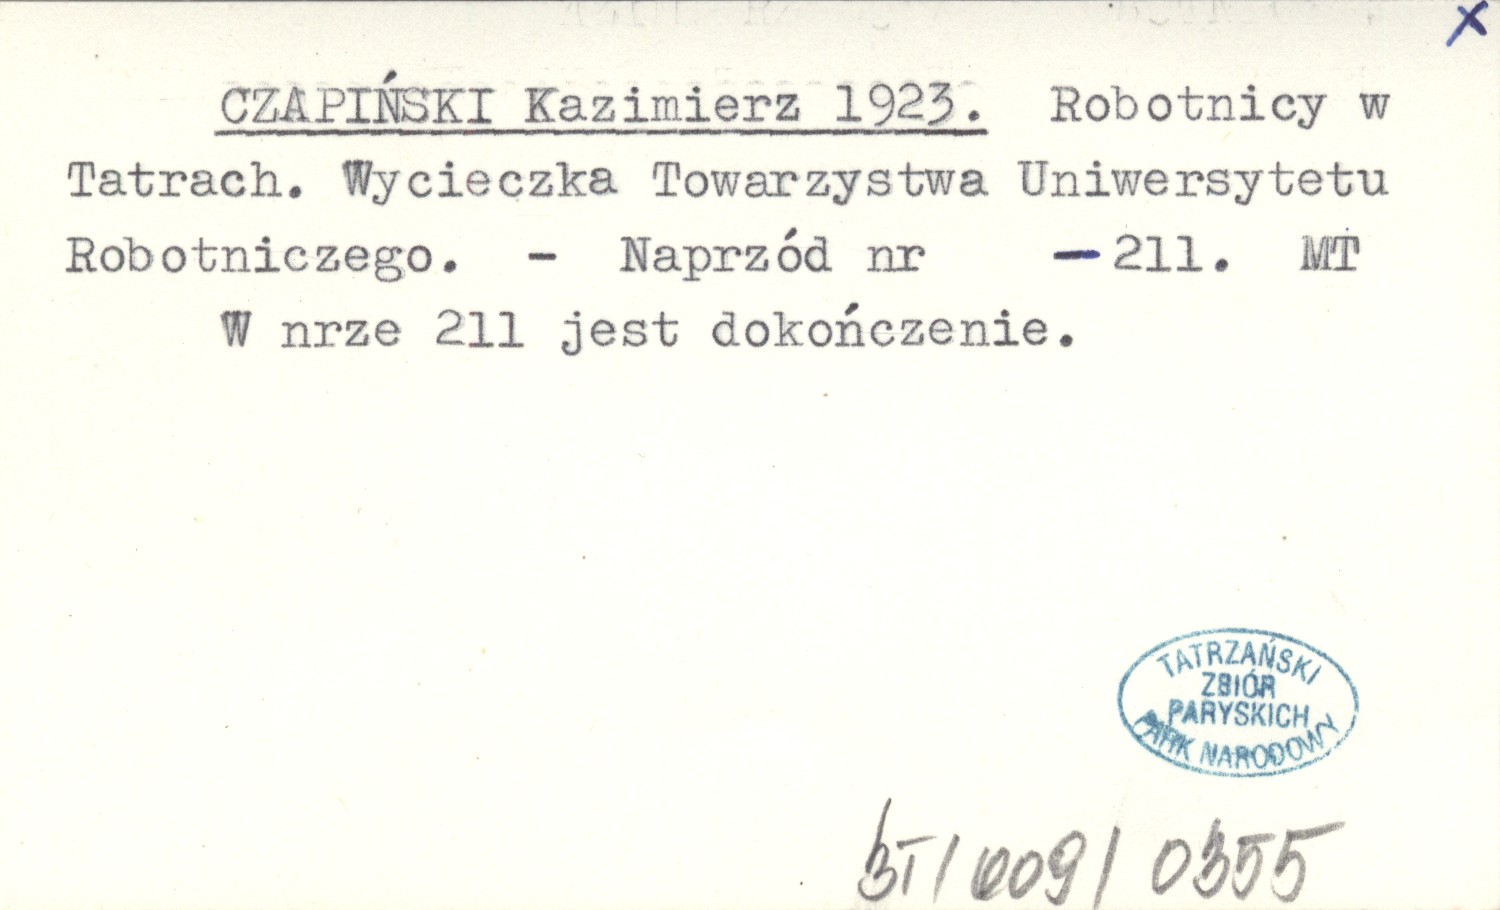 x
CZAPIŃSKI Kazimierz 1923. Robotnicy w
Tatrach. Wycieczka Towarzystwa Uniwersytetu
Robotniczego. - Naprzód nr — 211. MT
W nrze 211 jest dokończenie.
TATRZAŃSKI
ZBIÓR
PARYSKICH
PARK NARODOWY
/ 009 / 0355